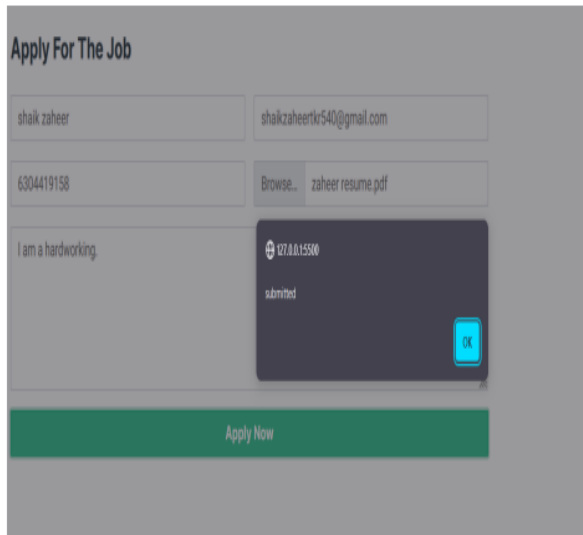 Apply For The Job
shaik zaheer
shaikzaheertkr540@gmail.com
6304419158
Browse... zaheer resume.pdf
I am a hardworking.
127.0.0.1:5500
submitted
OK
Apply Now